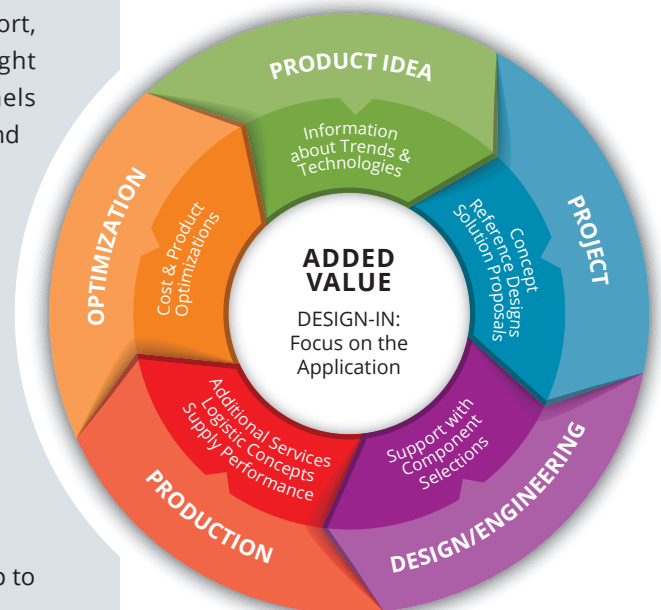 ort,
ght
nels
nd
p to
PRODUCT IDEA
Information
about Trends &
Technologies
PROJECT
Concept
Reference Designs
Solution Proposals
DESIGN/ENGINEERING
Support with
Component
Selections
PRODUCTION
Additional Services
Logistic Concepts
Supply Performance
OPTIMIZATION
Cost & Product
Optimizations
ADDED
VALUE
DESIGN-IN:
Focus on the
Application